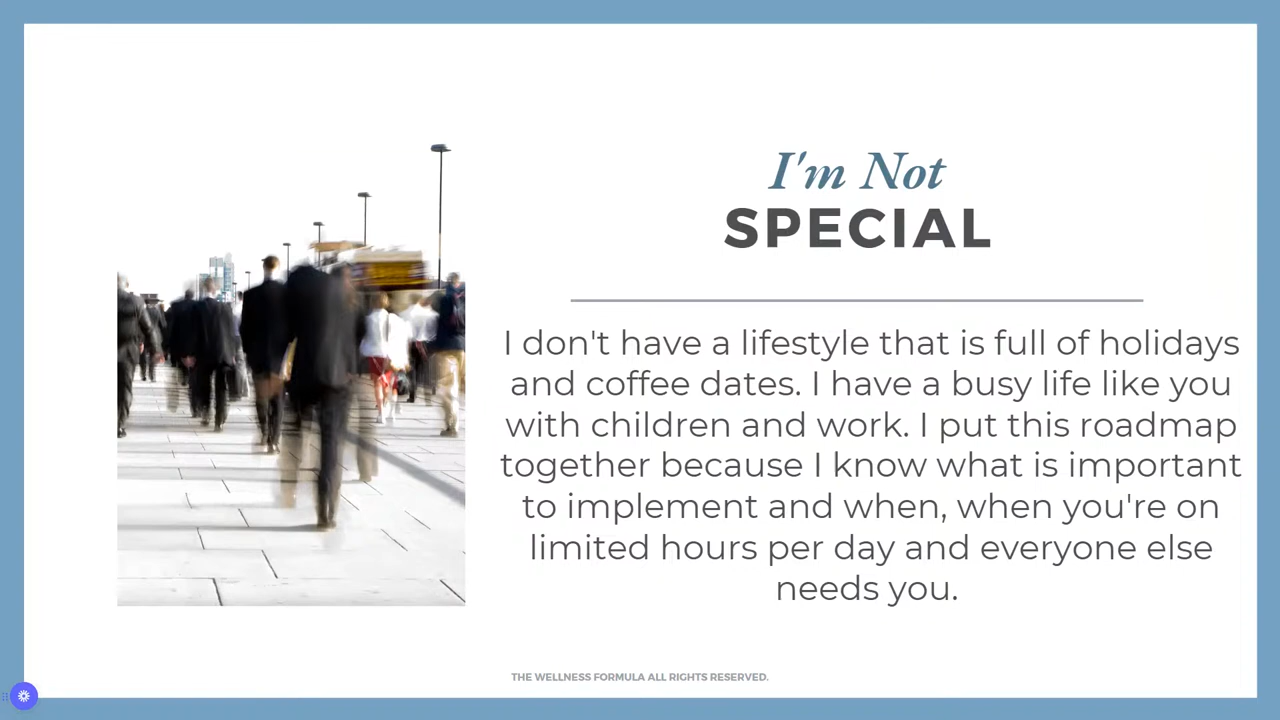 I'm Not
SPECIAL
I don't have a lifestyle that is full of holidays
and coffee dates. I have a busy life like you
with children and work. I put this roadmap
together because I know what is important
to implement and when, when you're on
limited hours per day and everyone else
needs you.
THE WELLNESS FORMULA ALL RIGHTS RESERVED.